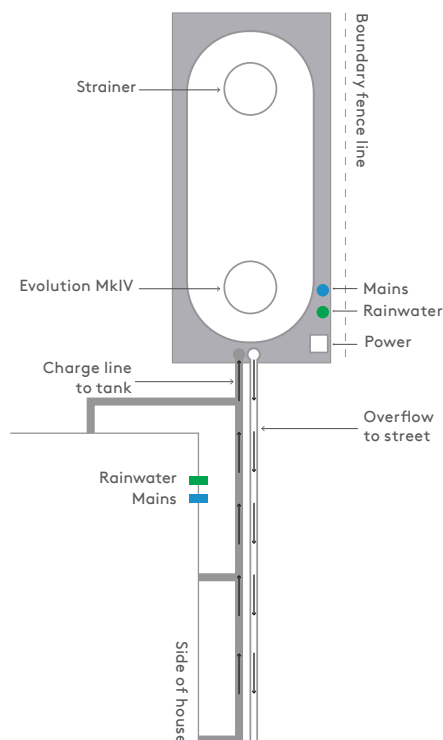 Boundary fence line
Strainer
Evolution MkIV
Mains
Rainwater
Power
Charge line
to tank
Overflow
to street
Rainwater
Mains
Side of house